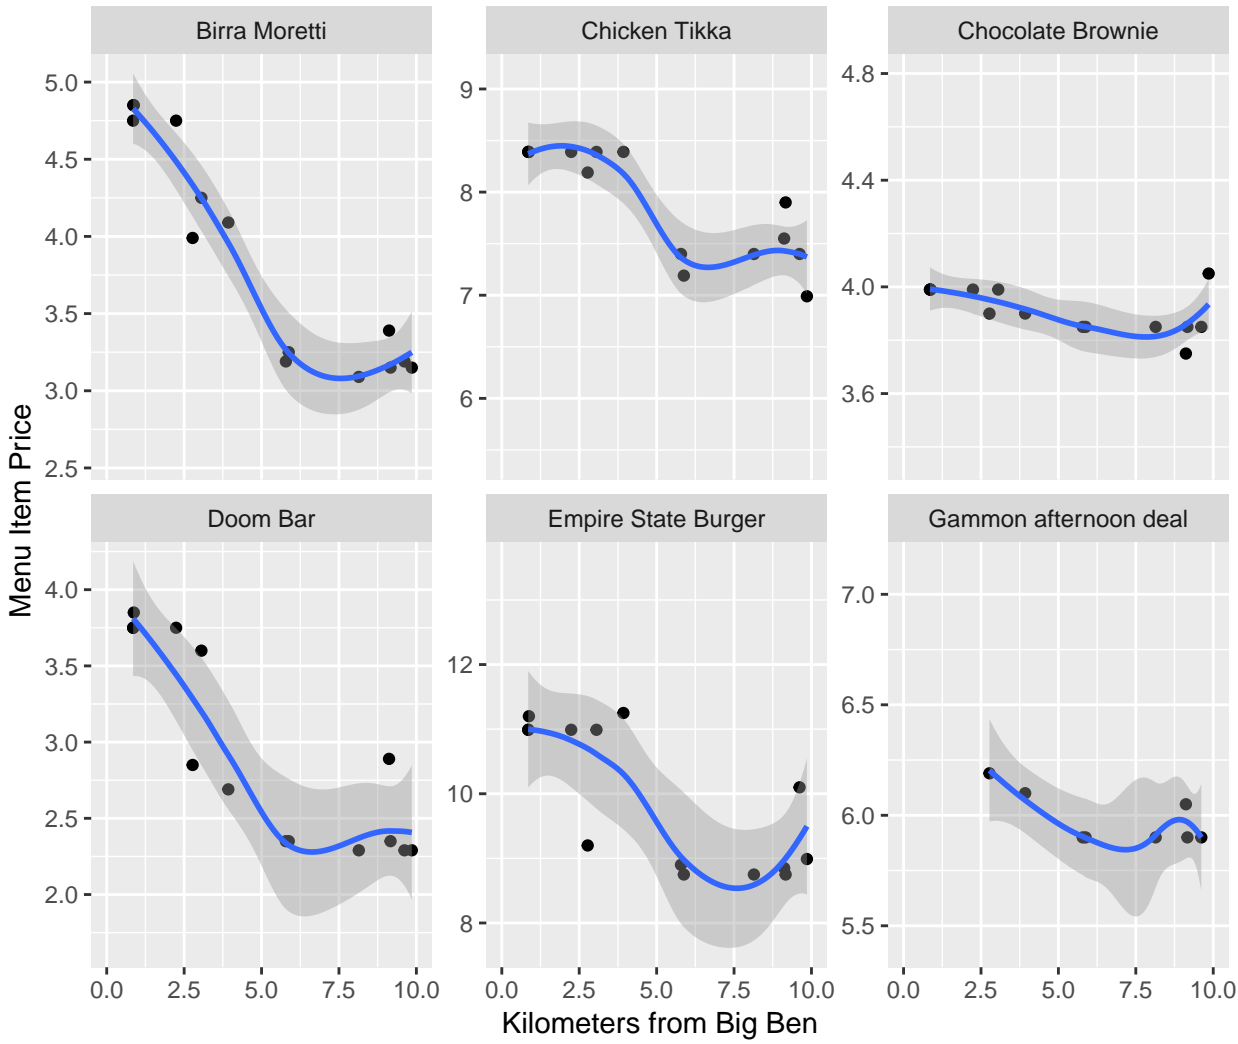 Birra Moretti
Chicken Tikka
Chocolate Brownie
5.0
4.5
4.0
3.5
3.0
2.5
9
8
7
6
4.8
4.4
4.0
3.6
Menu Item Price
Doom Bar
Empire State Burger
Gammon afternoon deal
4.0
3.5
3.0
2.5
2.0
12
10
8
7.0
6.5
6.0
5.5
0.0 2.5 5.0 7.5 10.0
0.0 2.5 5.0 7.5 10.0
0.0 2.5 5.0 7.5 10.0
Kilometers from Big Ben